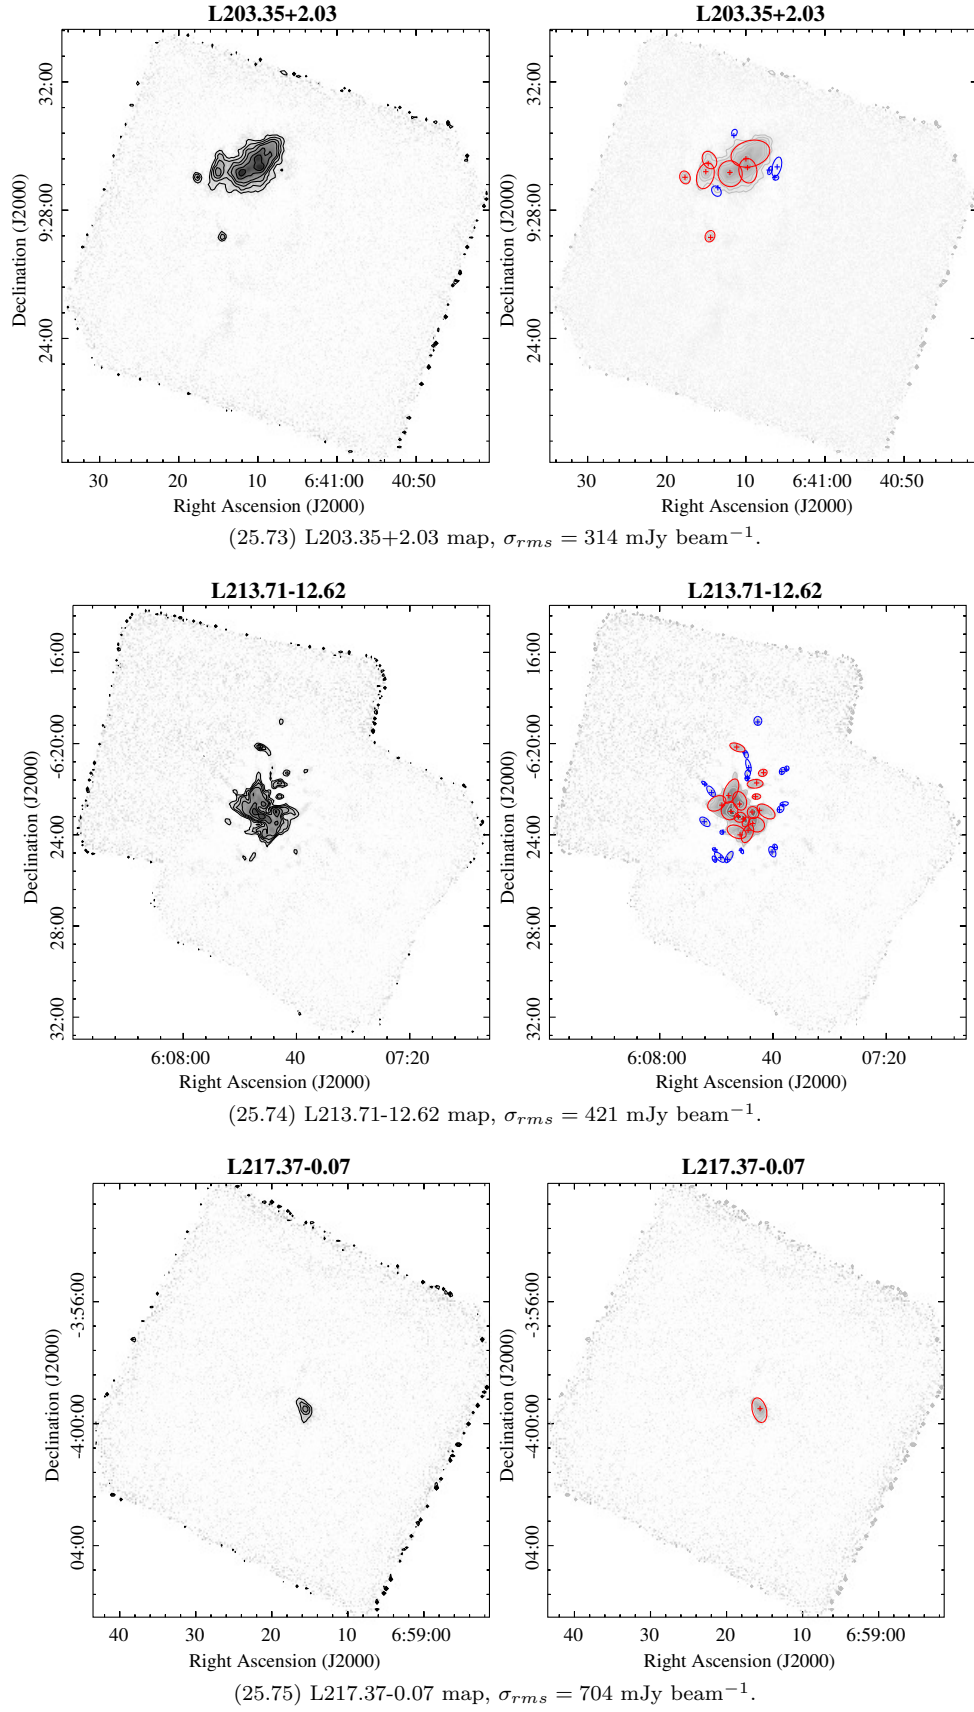 L203.35+2.03 L203.35+2.03
Declination (J2000) Declination (J2000)
32:00 32:00
9:28:00 9:28:00
24:00 24:00
30 20 10 6:41:00 40:50 30 20 10 6:41:00 40:50
Right Ascension (J2000) Right Ascension (J2000)
(25.73) L203.35+2.03 map, σrms = 314 mJy beam−1.
L213.71-12.62 L213.71-12.62
Declination (J2000) Declination (J2000)
16:00 16:00
-6:20:00 -6:20:00
24:00 24:00
28:00 28:00
32:00 32:00
6:08:00 40 07:20 6:08:00 40 07:20
Right Ascension (J2000) Right Ascension (J2000)
(25.74) L213.71-12.62 map, σrms = 421 mJy beam−1.
L217.37-0.07 L217.37-0.07
Declination (J2000) Declination (J2000)
-3:56:00 -3:56:00
-4:00:00 -4:00:00
04:00 04:00
40 30 20 10 6:59:00 40 30 20 10 6:59:00
Right Ascension (J2000) Right Ascension (J2000)
(25.75) L217.37-0.07 map, σrms = 704 mJy beam−1.